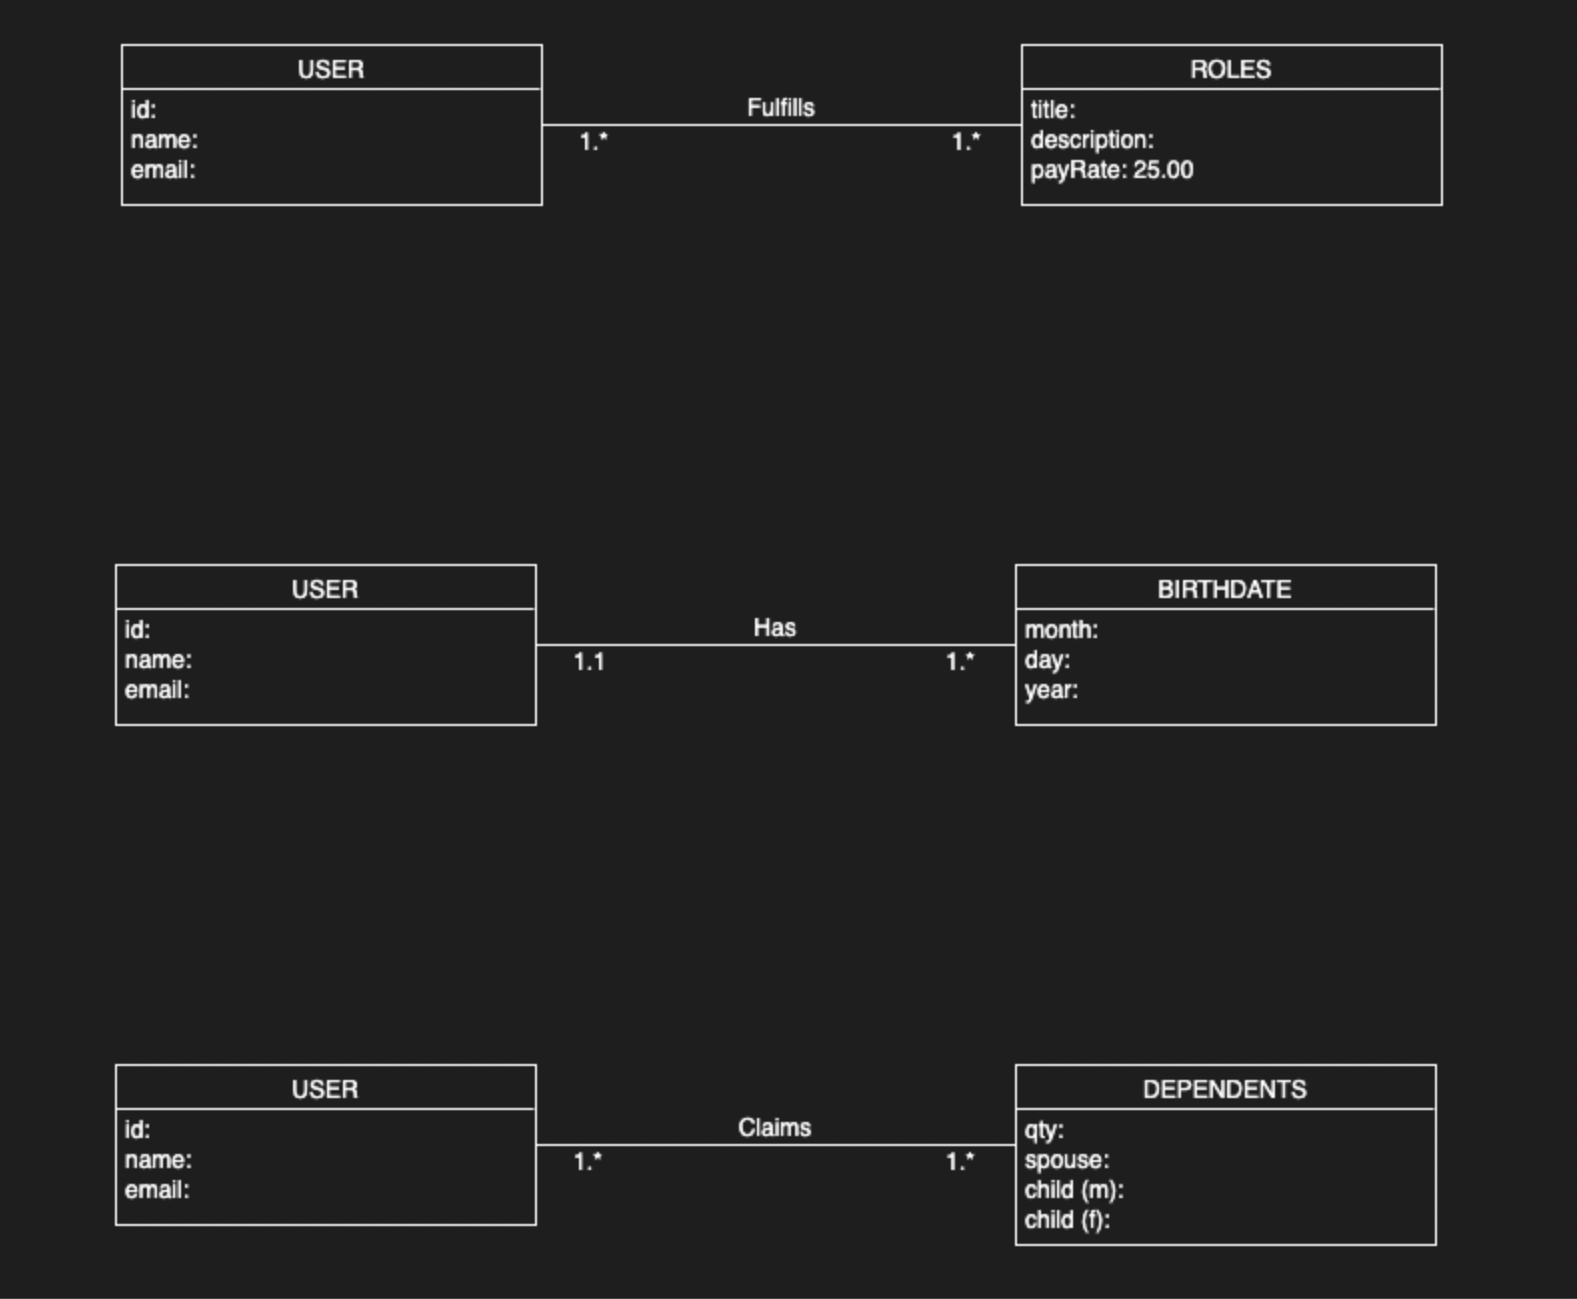 USER
id:
name:
email:
Fulfills
1.*
1.*
ROLES
title:
description:
payRate: 25.00
USER
id:
name:
email:
Has
1.1
1.*
BIRTHDATE
month:
day:
year:
USER
id:
name:
email:
Claims
1.*
1.*
DEPENDENTS
qty:
spouse:
child (m):
child (f):